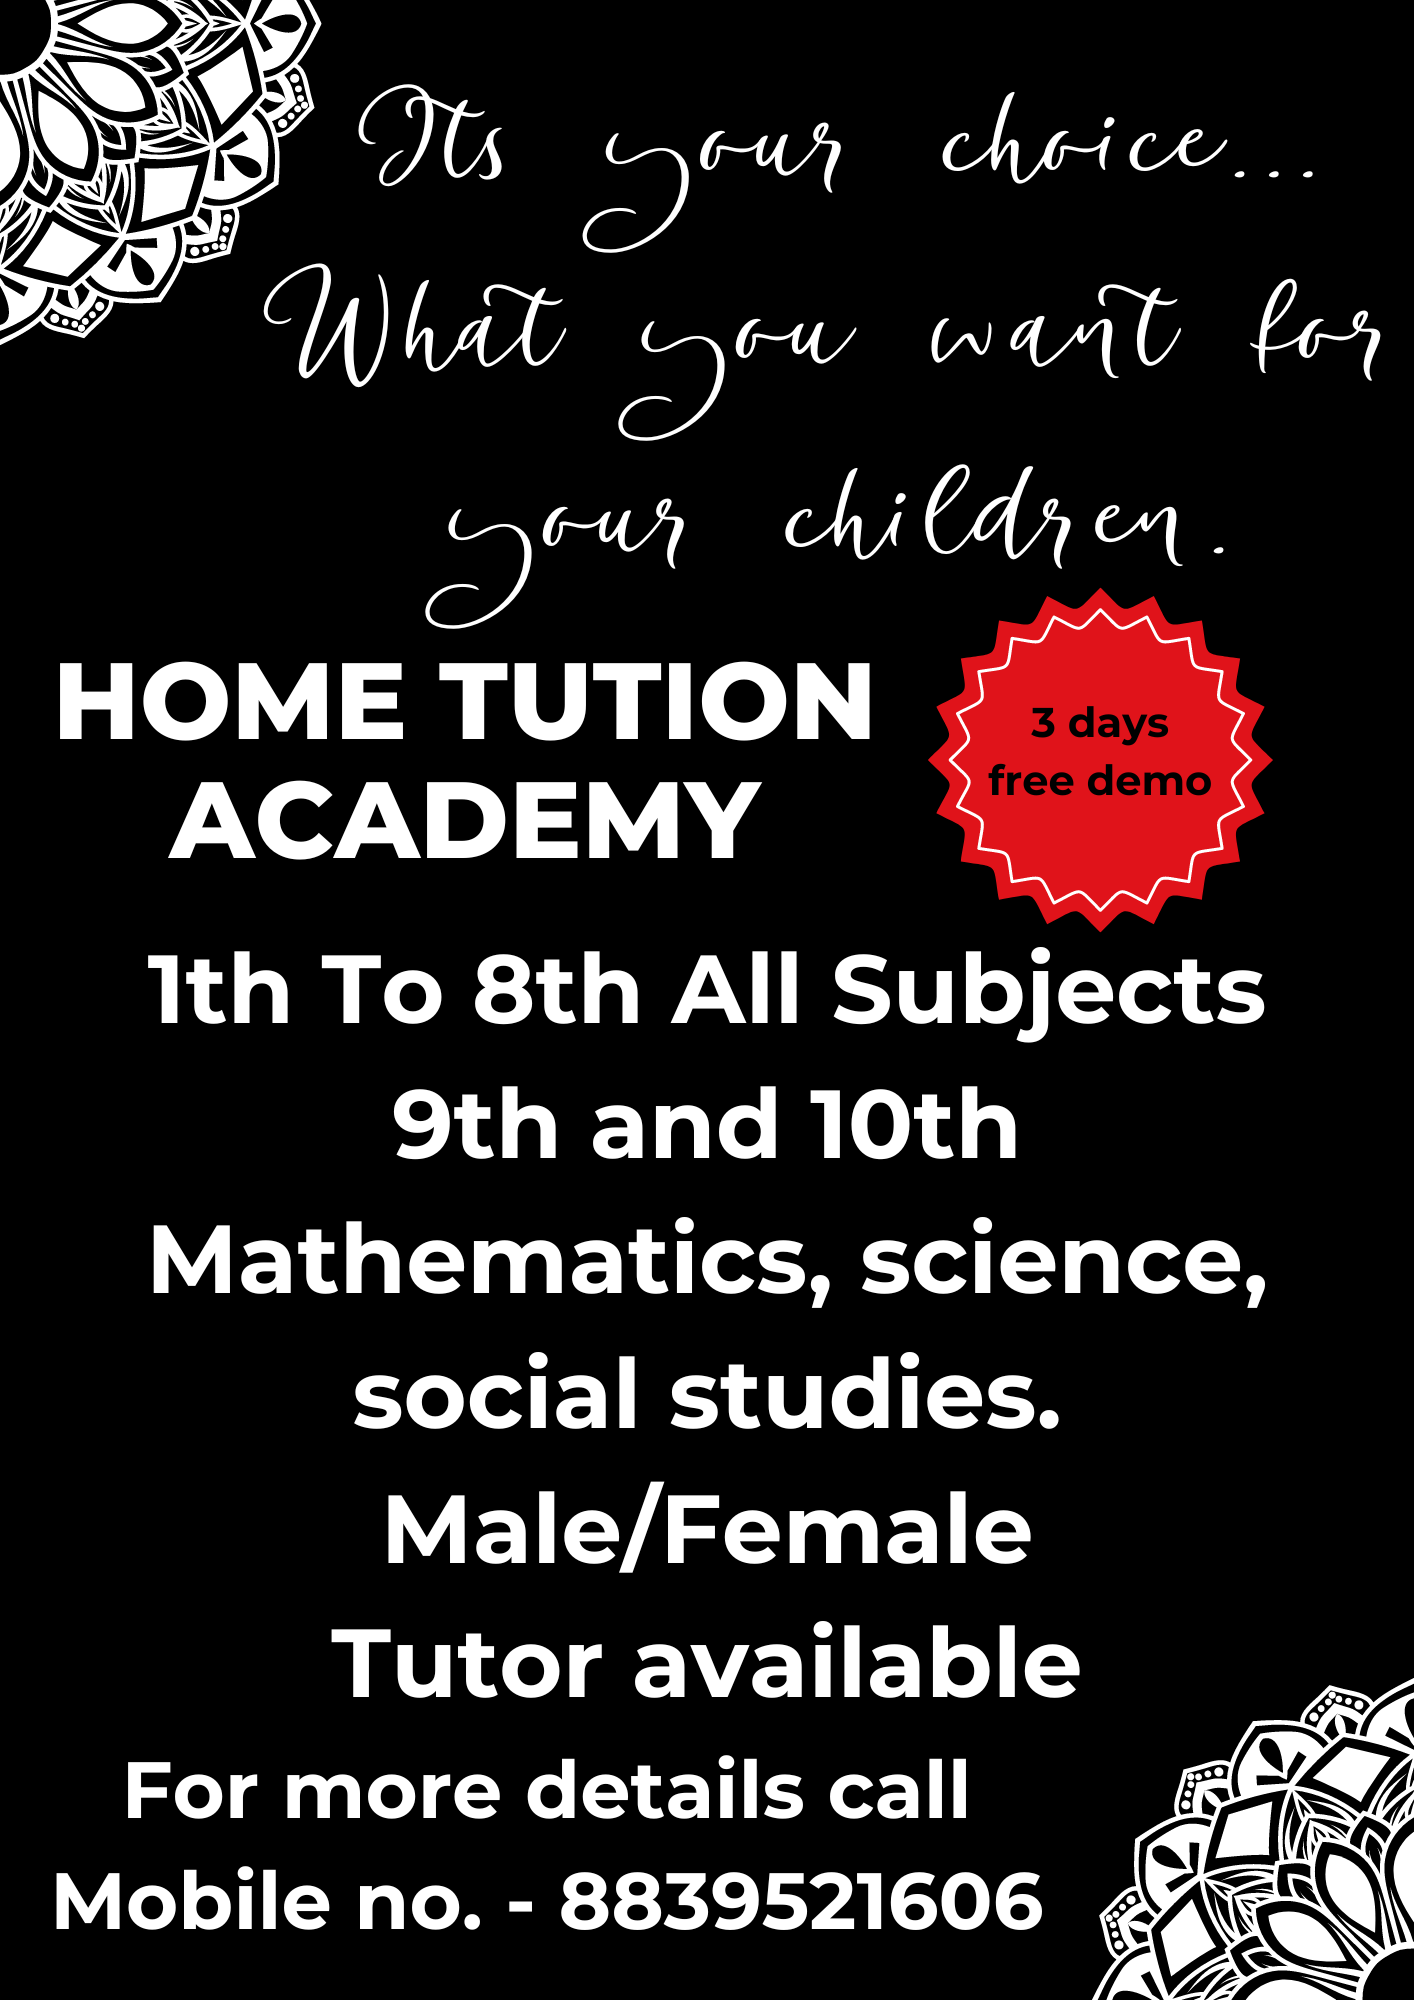 Its your choice...
What you want for
your children.
HOME TUTION
ACADEMY
3 days
free demo
1th To 8th All Subjects
9th and 10th
Mathematics, science,
social studies.
Male/Female
Tutor available
For more details call
Mobile no. - 8839521606